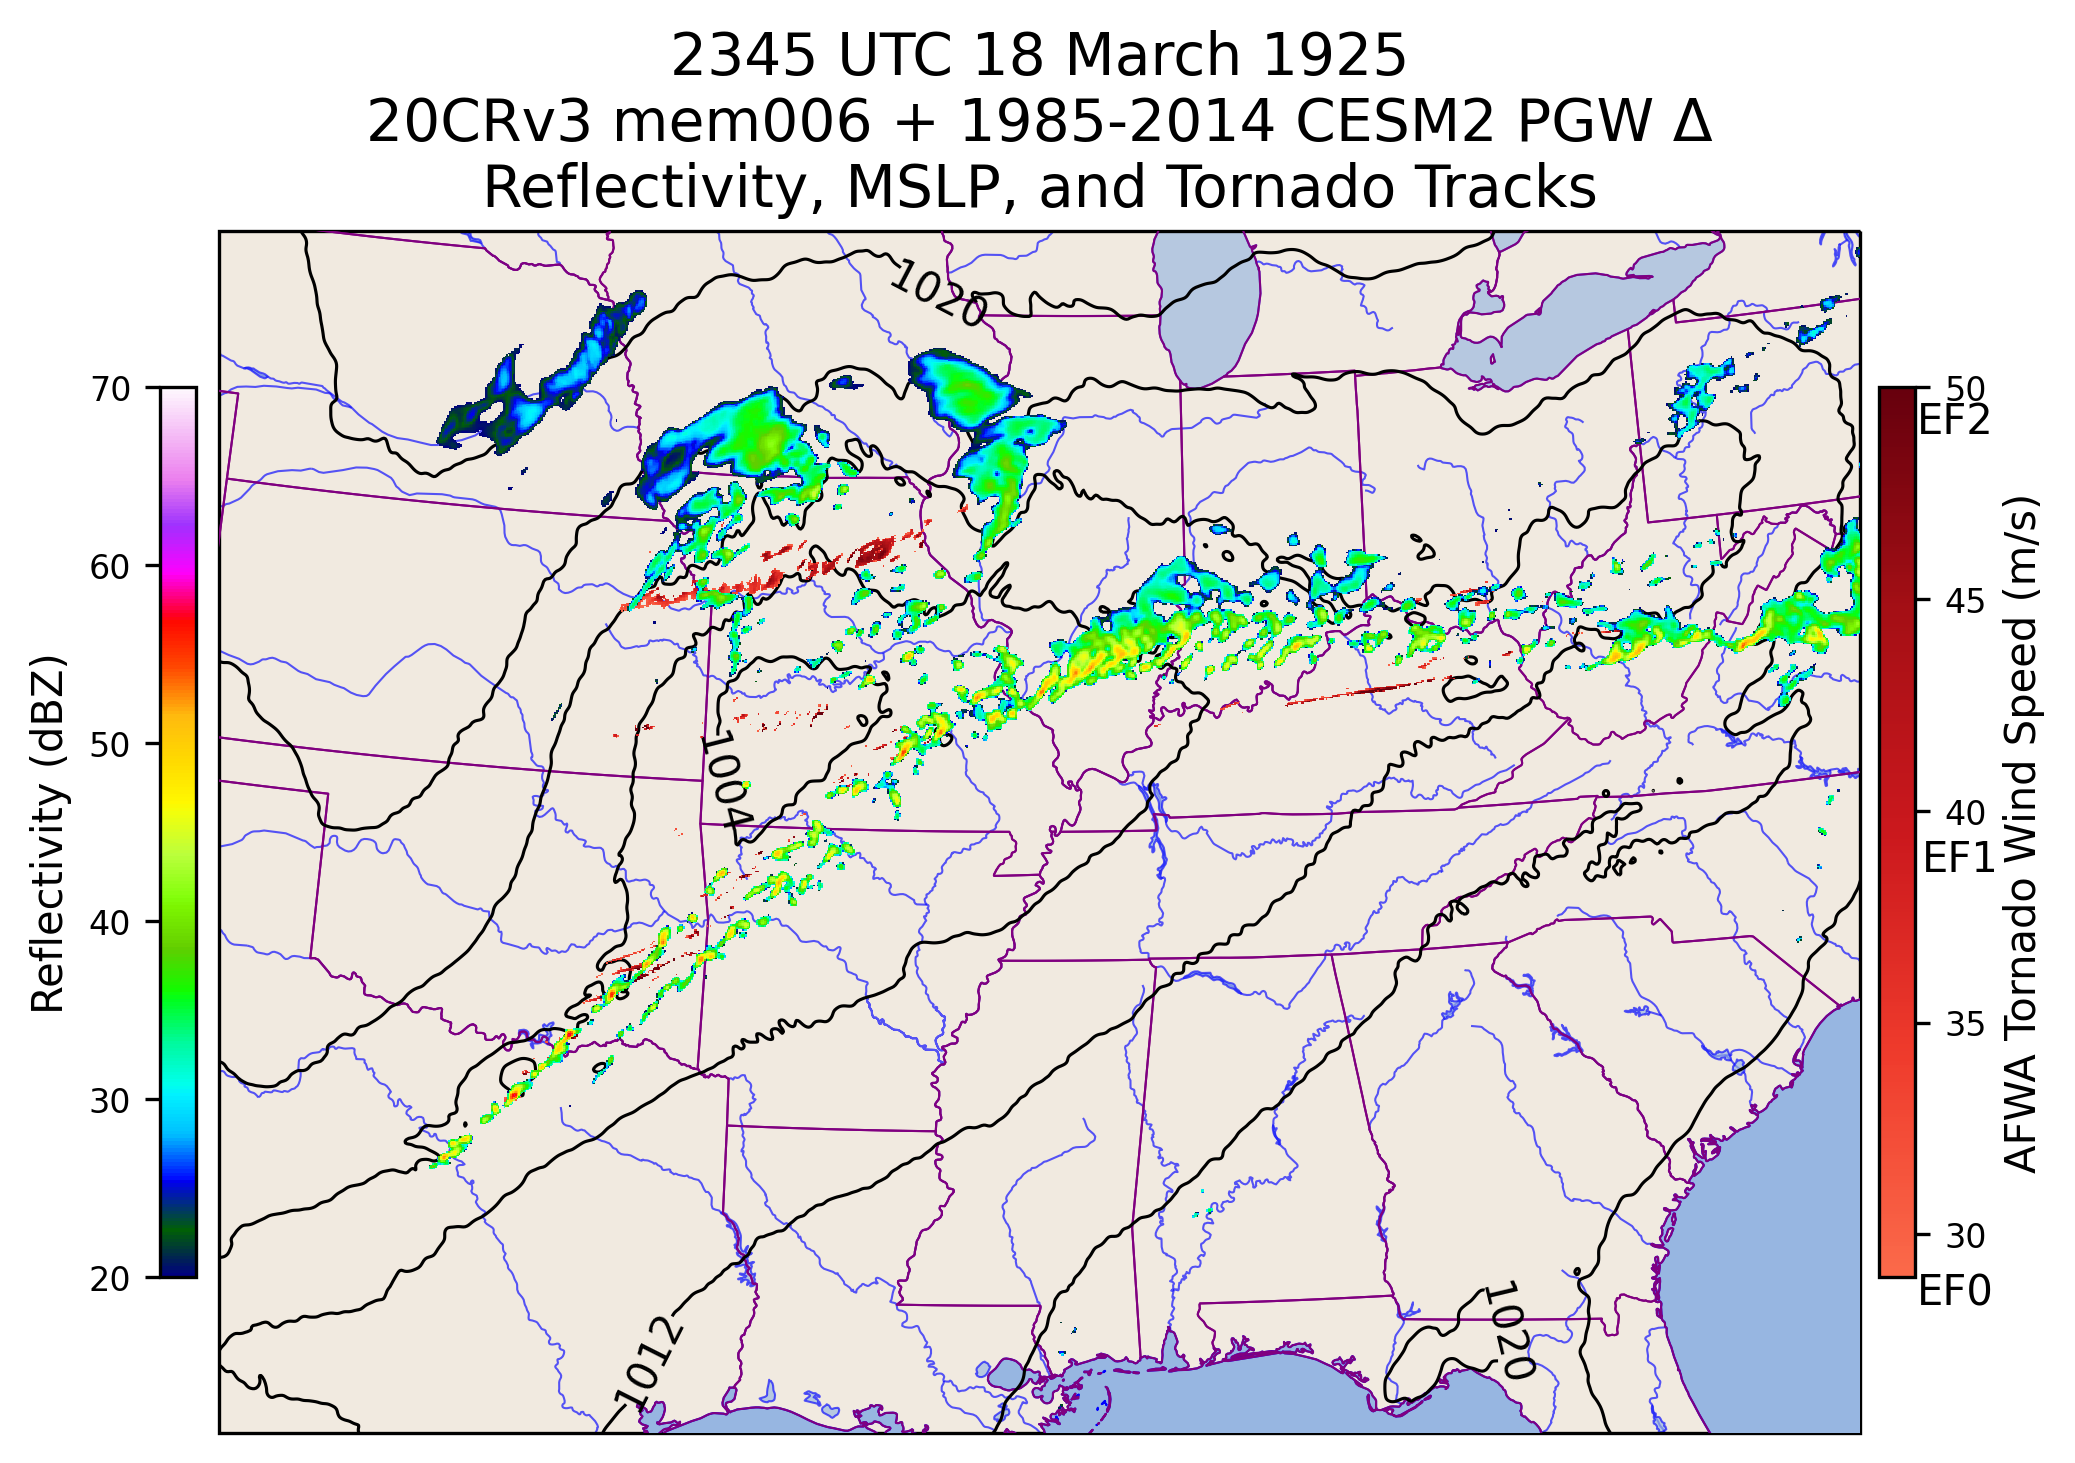 2345 UTC 18 March 1925
20CRv3 mem006 + 1985-2014 CESM2 PGW Δ
Reflectivity, MSLP, and Tornado Tracks
Reflectivity (dBZ)
70
60
50
40
30
20
1020
1004
1012
1020
50
EF2
45
40
EF1
35
30
EF0
AFWA Tornado Wind Speed (m/s)